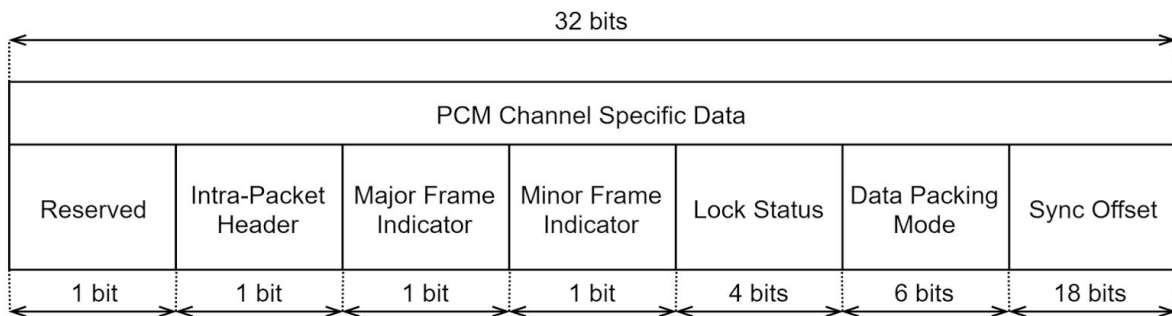 32 bits
PCM Channel Specific Data
Reserved
Intra-Packet
Header
Major Frame
Indicator
Minor Frame
Indicator
Lock Status
Data Packing
Mode
Sync Offset
1 bit
1 bit
1 bit
1 bit
4 bits
6 bits
18 bits